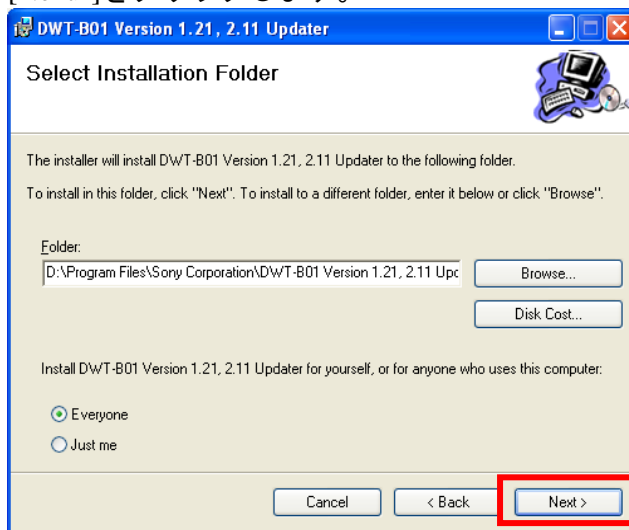 DWT-B01 Version 1.21, 2.11 Updater
Select Installation Folder
The installer will install DWT-B01 Version 1.21, 2.11 Updater to the following folder.
To install in this folder, click "Next". To install to a different folder, enter it below or click "Browse".
Folder:
D:\Program Files\Sony Corporation\DWT-B01 Version 1.21, 2.11 Upc
Browse...
Disk Cost...
Install DWT-B01 Version 1.21, 2.11 Updater for yourself, or for anyone who uses this computer:
Everyone
Just me
Cancel
< Back
Next >